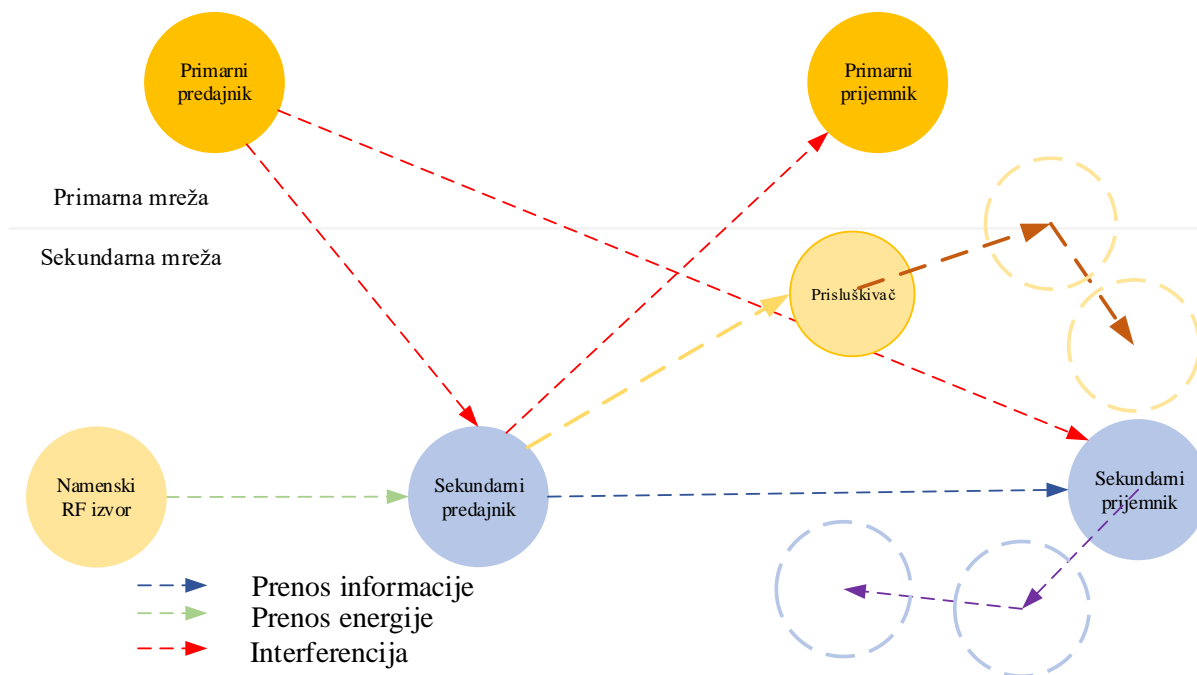 Primarni
predajnik
Primarni
prijemnik
Primarna mreža
Sekundarna mreža
Prisluškivač
Namenski
RF izvor
Sekundarni
predajnik
Sekundarni
prijemnik
Prenos informacije
Prenos energije
Interferencija